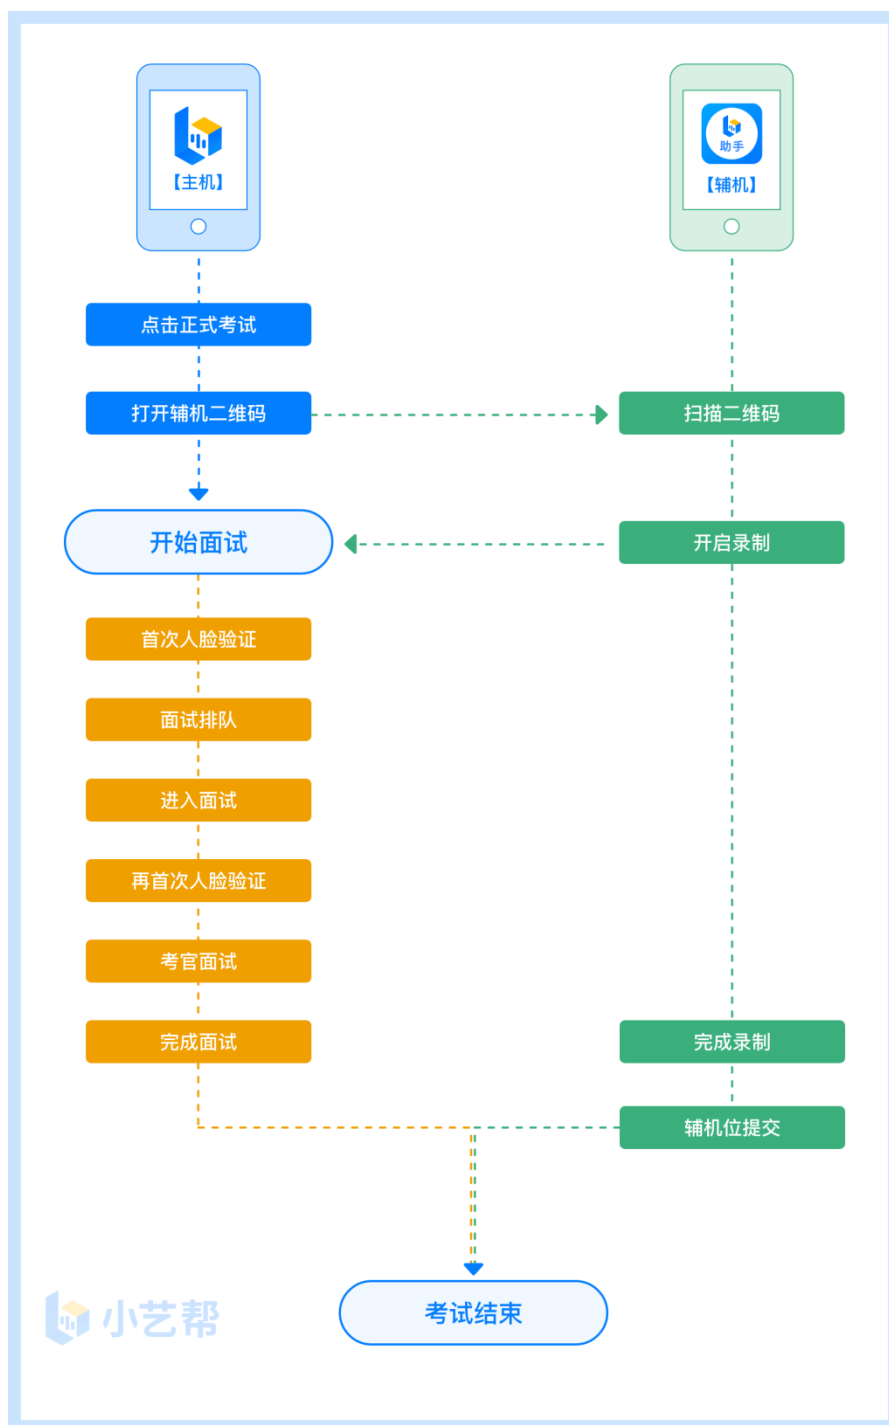 【主机】
助手
【辅机】
点击正式考试
打开辅机二维码
扫描二维码
开始面试
开启录制
首次人脸验证
面试排队
进入面试
再首次人脸验证
考官面试
完成面试
完成录制
辅机位提交
考试结束
小艺帮